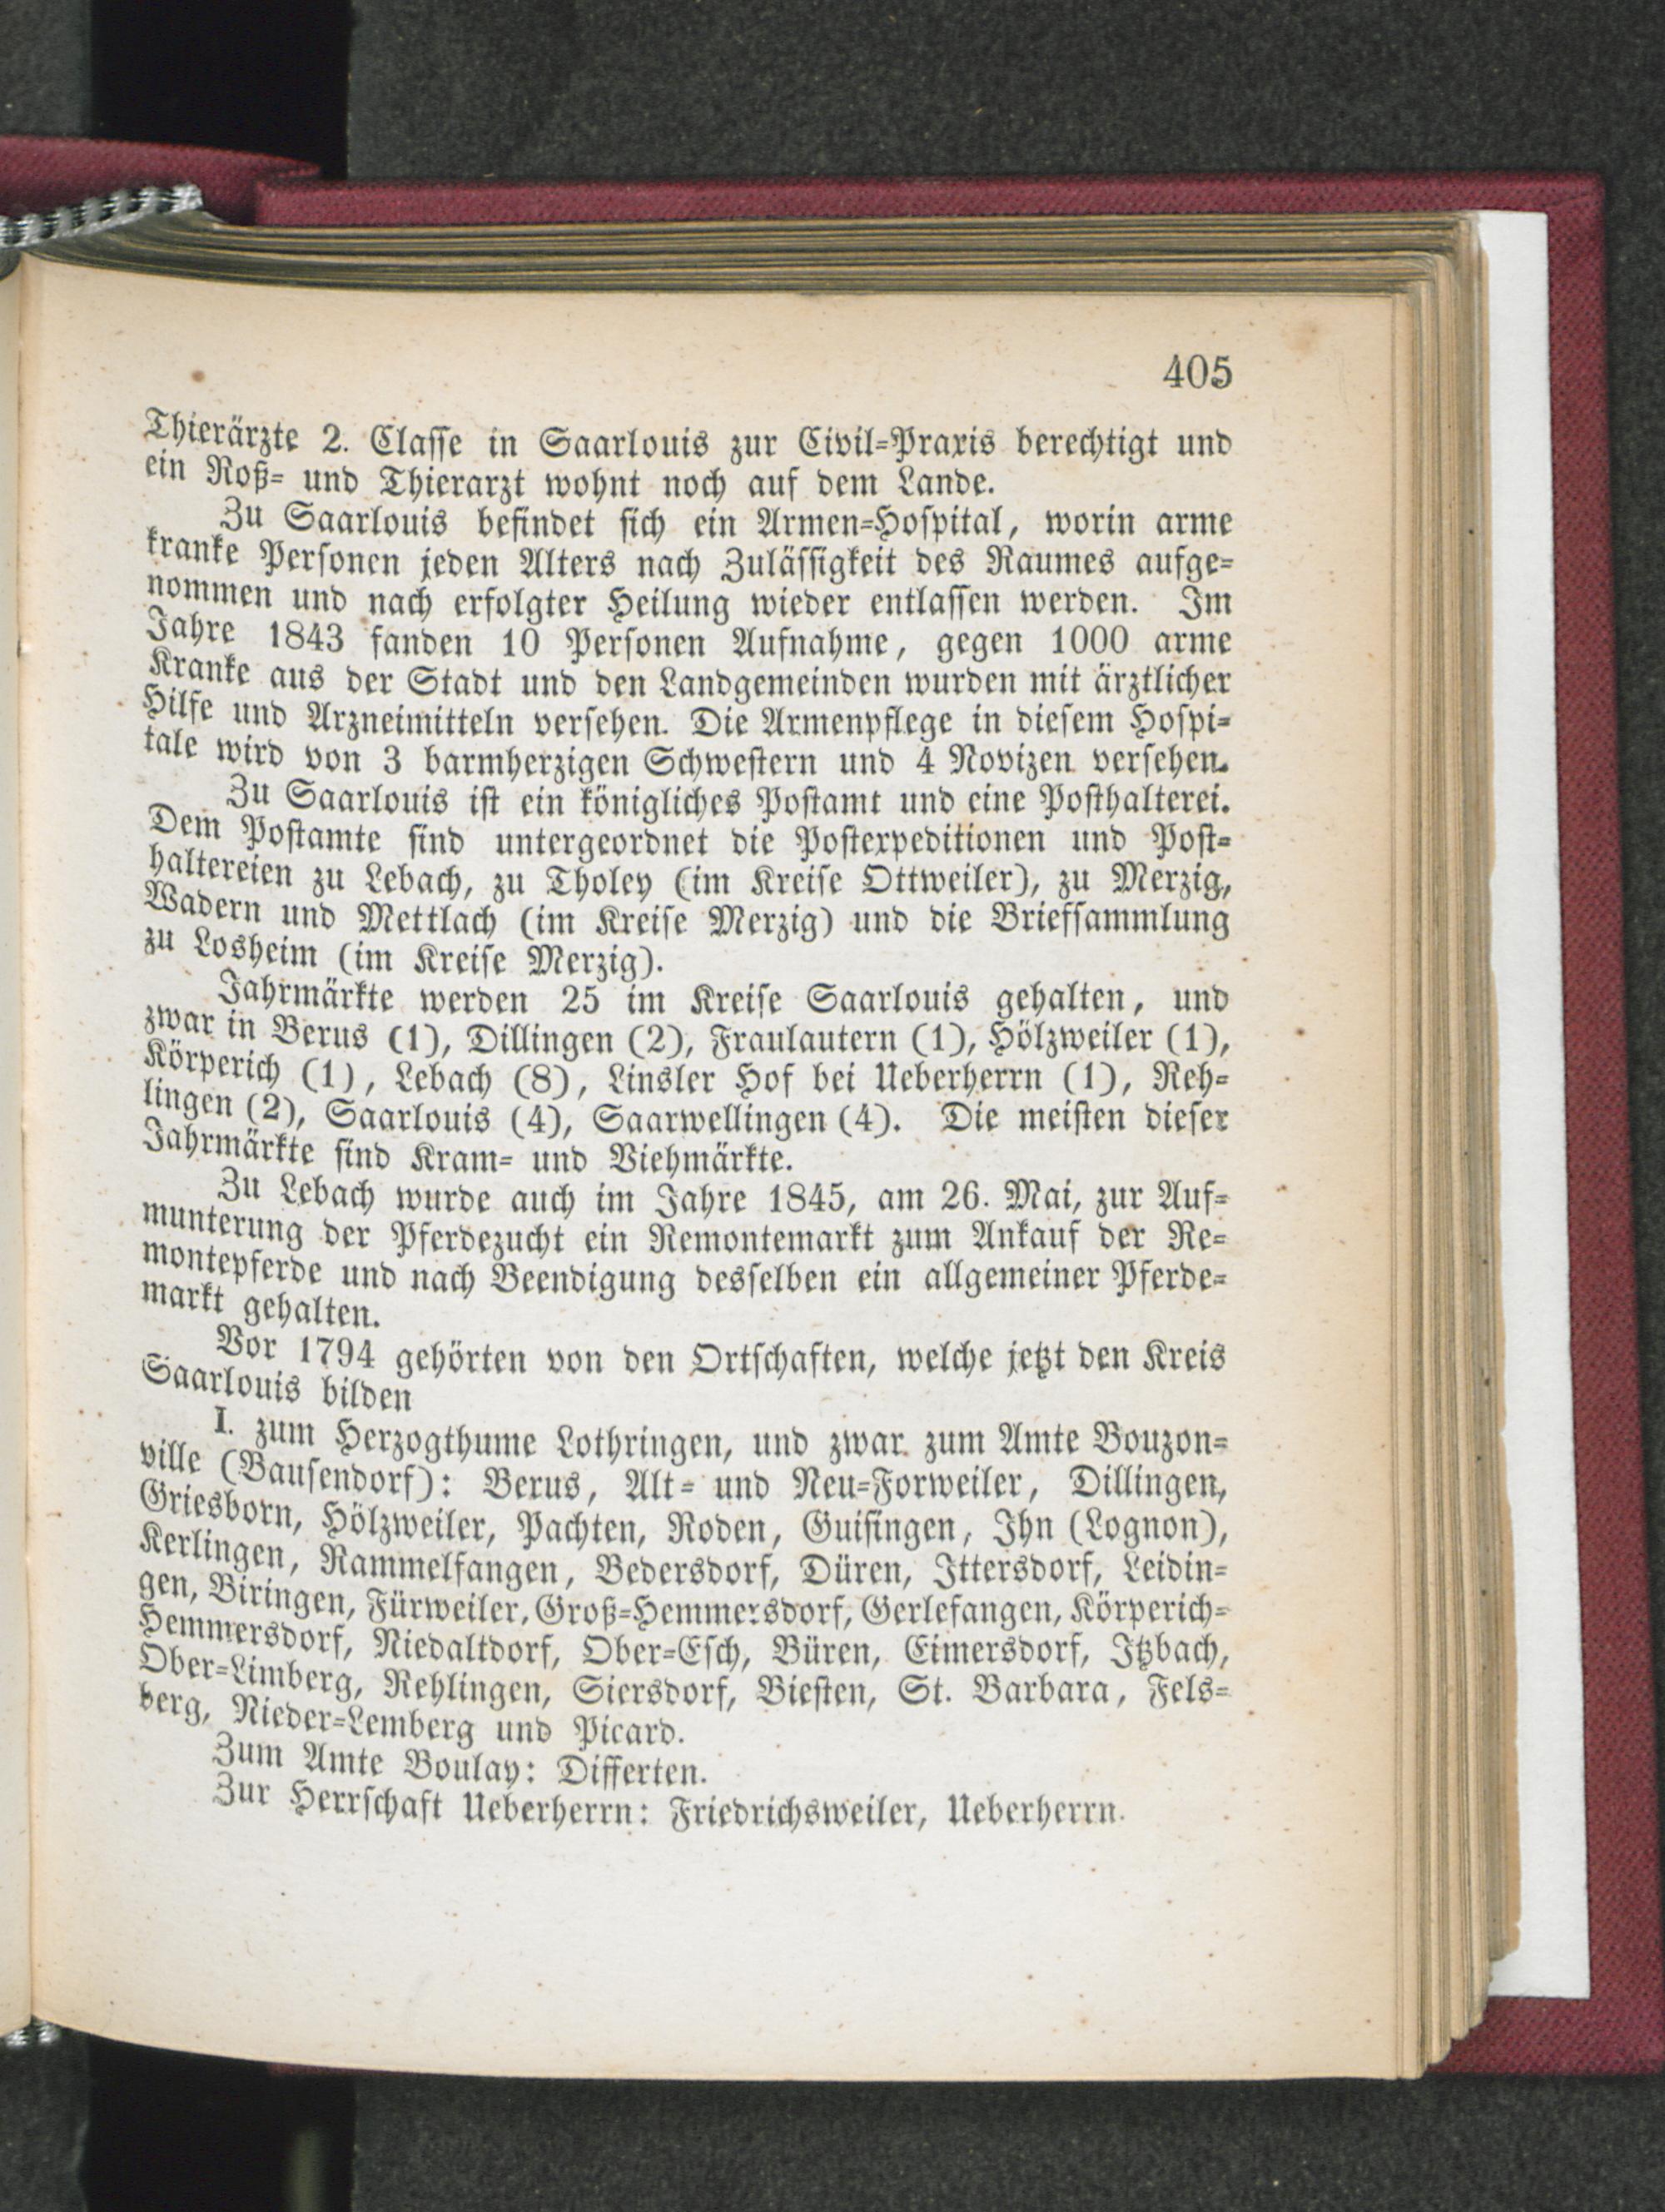 405
Thierärzte 2. Classe in Saarlouis zur Civil-Praxis berechtigt und
ein Roß- und Thierarzt wohnt noch auf dem Lande.
Zu Saarlouis befindet sich ein Armen-Hospital, worin arme
kranke Personen jeden Alters nach Zulässigkeit des Raumes aufge-
nommen und nach erfolgter Heilung wieder entlassen werden. Im
Jahre 1843 fanden 10 Personen Aufnahme, gegen 1000 arme
Kranke aus der Stadt und den Landgemeinden wurden mit ärztlicher
Hilfe und Arzneimitteln versehen. Die Armenpflege in diesem Hospi-
tale wird von 3 barmherzigen Schwestern und 4 Novizen versehen.
Zu Saarlouis ist ein königliches Postamt und eine Posthalterei.
Dem Postamte sind untergeordnet die Postexpeditionen und Post-
haltereien zu Lebach, zu Tholey (im Kreise Ottweiler), zu Merzig,
Wadern und Mettlach (im Kreise Merzig) und die Briefsammlung
zu Losheim (im Kreise Merzig).
Jahrmärkte werden 25 im Kreise Saarlouis gehalten, und
zwar in Berus (1), Dillingen (2), Fraulautern (1), Hölzweiler (1),
Körperich (1), Lebach (8), Linsler Hof bei Ueberherrn (1), Reh-
lingen (2), Saarlouis (4), Saarwellingen (4). Die meisten dieser
Jahrmärkte sind Kram- und Viehmärkte.
Zu Lebach wurde auch im Jahre 1845, am 26. Mai, zur Auf-
munterung der Pferdezucht ein Remontemarkt zum Ankauf der Re-
montepferde und nach Beendigung desselben ein allgemeiner Pferde-
markt gehalten.
Vor 1794 gehörten von den Ortschaften, welche jetzt den Kreis
Saarlouis bilden
I. zum Herzogthume Lothringen, und zwar zum Amte Bouzon-
ville (Bausendorf): Berus, Alt- und Neu-Forweiler, Dillingen,
Griesborn, Hölzweiler, Pachten, Roden, Guisingen, Ihn (Lognon),
Kerlingen, Rammelfangen, Bedersdorf, Düren, Ittersdorf, Leidin-
gen, Biringen, Fürweiler, Groß-Hemmersdorf, Gerlefangen, Körperich-
Hemmersdorf, Niedaltdorf, Ober-Esch, Büren, Eimersdorf, Itzbach,
Ober-Limberg, Rehlingen, Siersdorf, Biesten, St. Barbara, Fels-
berg, Nieder-Lemberg und Picard.
Zum Amte Boulay: Differten.
Zur Herrschaft Ueberherrn: Friedrichsweiler, Ueberherrn.